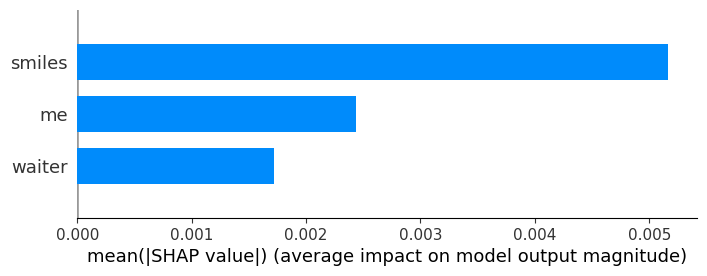 smiles
me
waiter
0.000 0.001 0.002 0.003 0.004 0.005
mean(|SHAP value|) (average impact on model output magnitude)